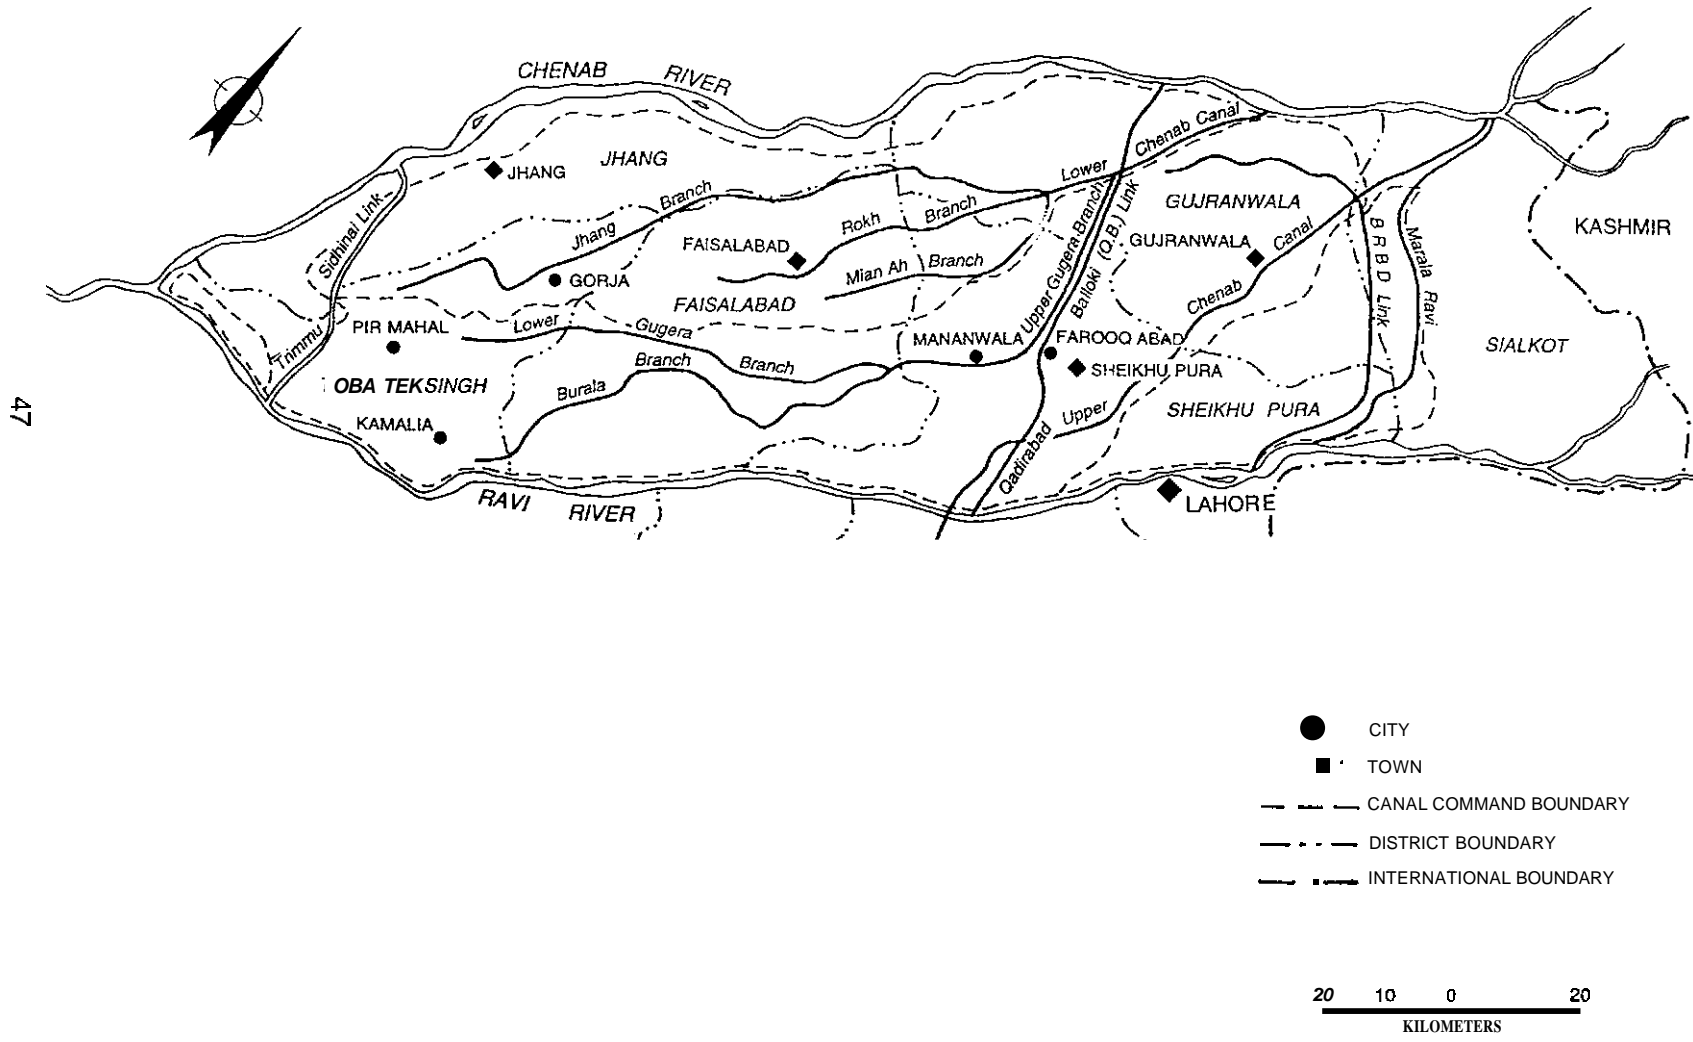 CHENAB RIVER
JHANG
JHANG
Jhang Branch
Lower Chenab Canal
Rokh Branch
FAISALABAD
Mian Ah Branch
FAISALABAD
GORJA
Sidhinai Link
Trimmu
PIR MAHAL
OBA TEKSINGH
KAMALIA
Lower Gugera Branch
Burala Branch
MANANWALA
Upper Gugera Branch
Qadirabad Balloki (Q.B.) Link
FAROOQ ABAD
SHEIKHU PURA
SHEIKHU PURA
GUJRANWALA
GUJRANWALA
Upper Chenab Canal
B R B D Link
Marala Ravi
KASHMIR
SIALKOT
RAVI RIVER
LAHORE
47
CITY
TOWN
CANAL COMMAND BOUNDARY
DISTRICT BOUNDARY
INTERNATIONAL BOUNDARY
20 10 0 20
KILOMETERS